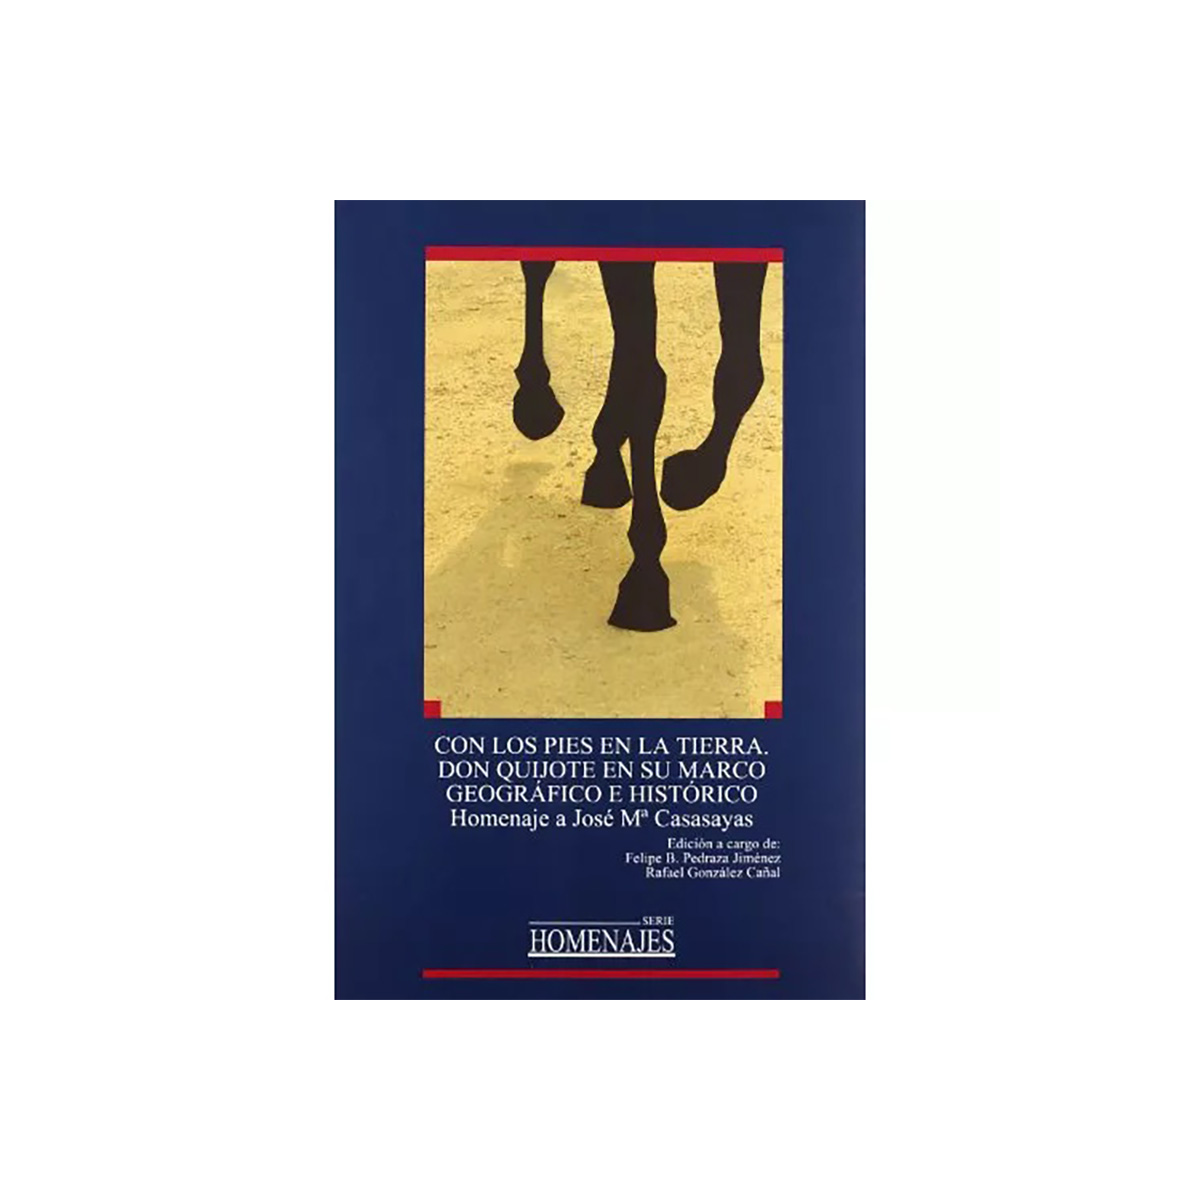 CON LOS PIES EN LA TIERRA.
DON QUIJOTE EN SU MARCO
GEOGRÁFICO E HISTÓRICO
Homenaje a José Mª Casasayas
Edición a cargo de:
Felipe B. Pedraza Jiménez
Rafael González Cañal
SERIE
HOMENAJES